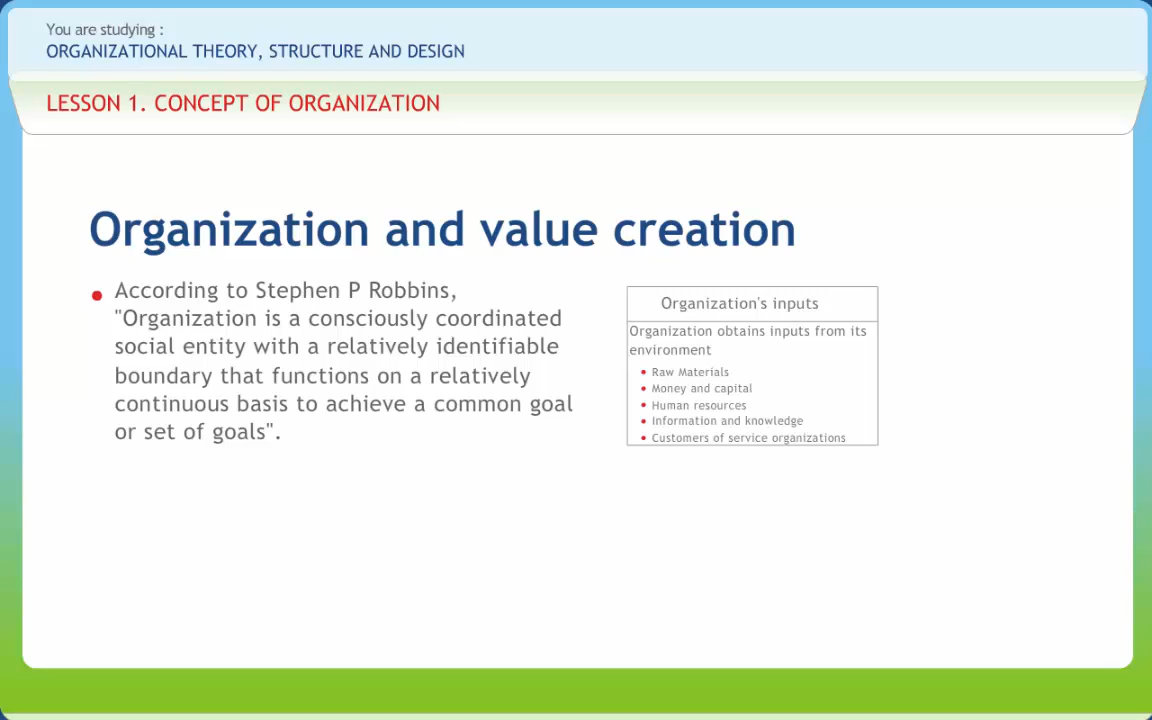 You are studying :
ORGANIZATIONAL THEORY, STRUCTURE AND DESIGN
LESSON 1. CONCEPT OF ORGANIZATION
Organization and value creation
According to Stephen P Robbins,
"Organization is a consciously coordinated
social entity with a relatively identifiable
boundary that functions on a relatively
continuous basis to achieve a common goal
or set of goals".
Organization's inputs
Organization obtains inputs from its
environment
Raw Materials
Money and capital
Human resources
Information and knowledge
Customers of service organizations